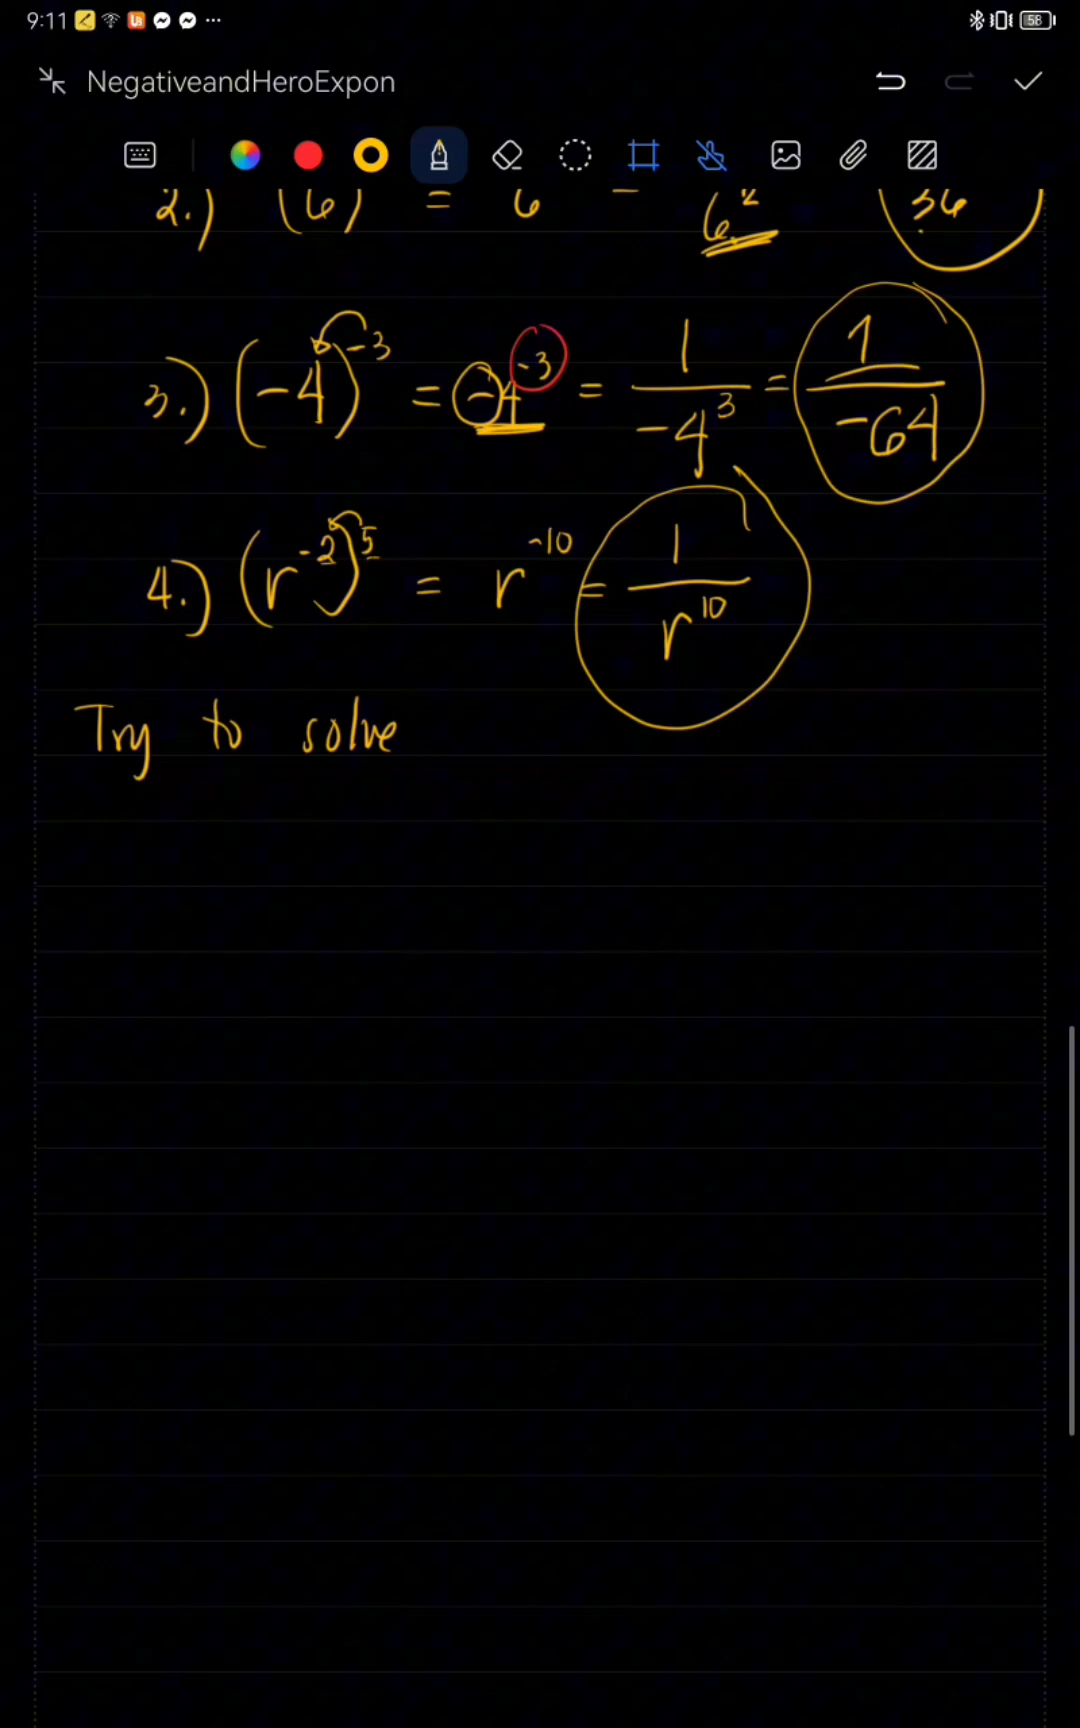 9:11 58
NegativeandHeroExpon
2.) (6) = 6 - 6² 36
3.) (-4)⁻³ = -4⁻³ = 1/-4³ = 1/-64
4.) (r⁻²)⁵ = r⁻¹⁰ = 1/r¹⁰
Try to solve